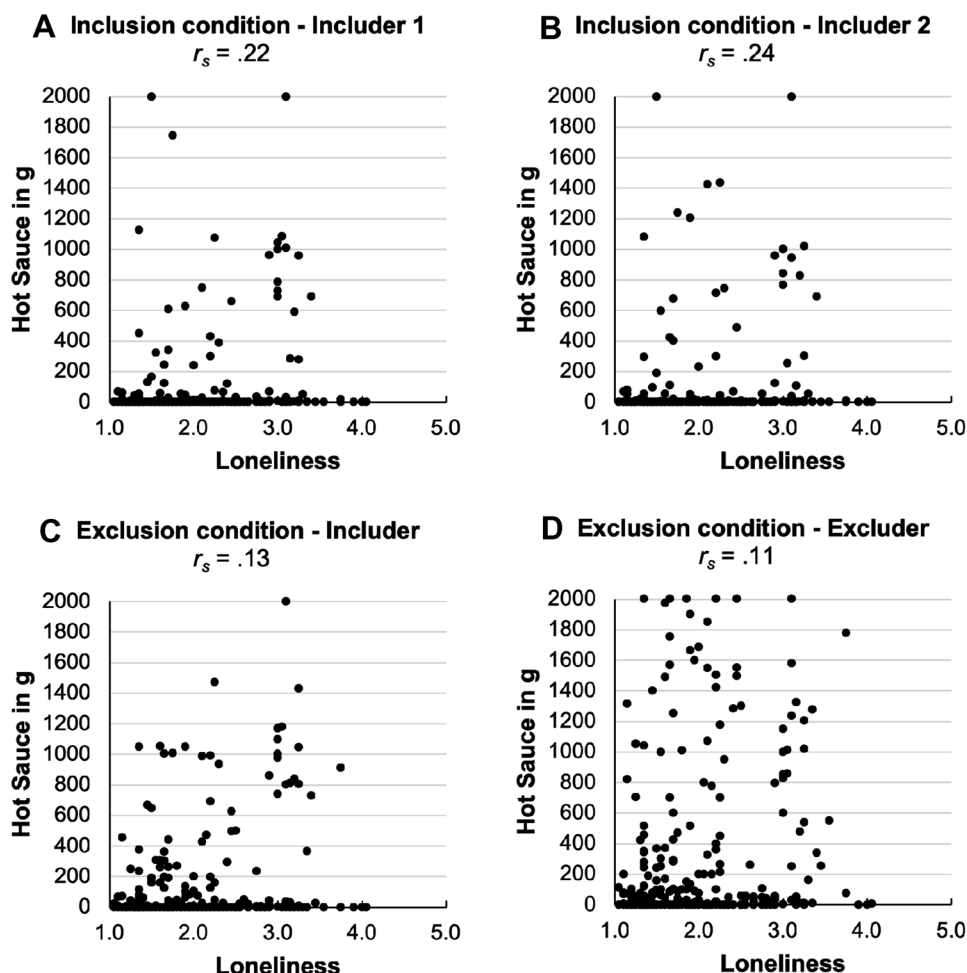 A Inclusion condition - Includer 1
rs = .22
Hot Sauce in g
2000
1800
1600
1400
1200
1000
800
600
400
200
0
1.0 2.0 3.0 4.0 5.0
Loneliness
B Inclusion condition - Includer 2
rs = .24
Hot Sauce in g
2000
1800
1600
1400
1200
1000
800
600
400
200
0
1.0 2.0 3.0 4.0 5.0
Loneliness
C Exclusion condition - Includer
rs = .13
Hot Sauce in g
2000
1800
1600
1400
1200
1000
800
600
400
200
0
1.0 2.0 3.0 4.0 5.0
Loneliness
D Exclusion condition - Excluder
rs = .11
Hot Sauce in g
2000
1800
1600
1400
1200
1000
800
600
400
200
0
1.0 2.0 3.0 4.0 5.0
Loneliness